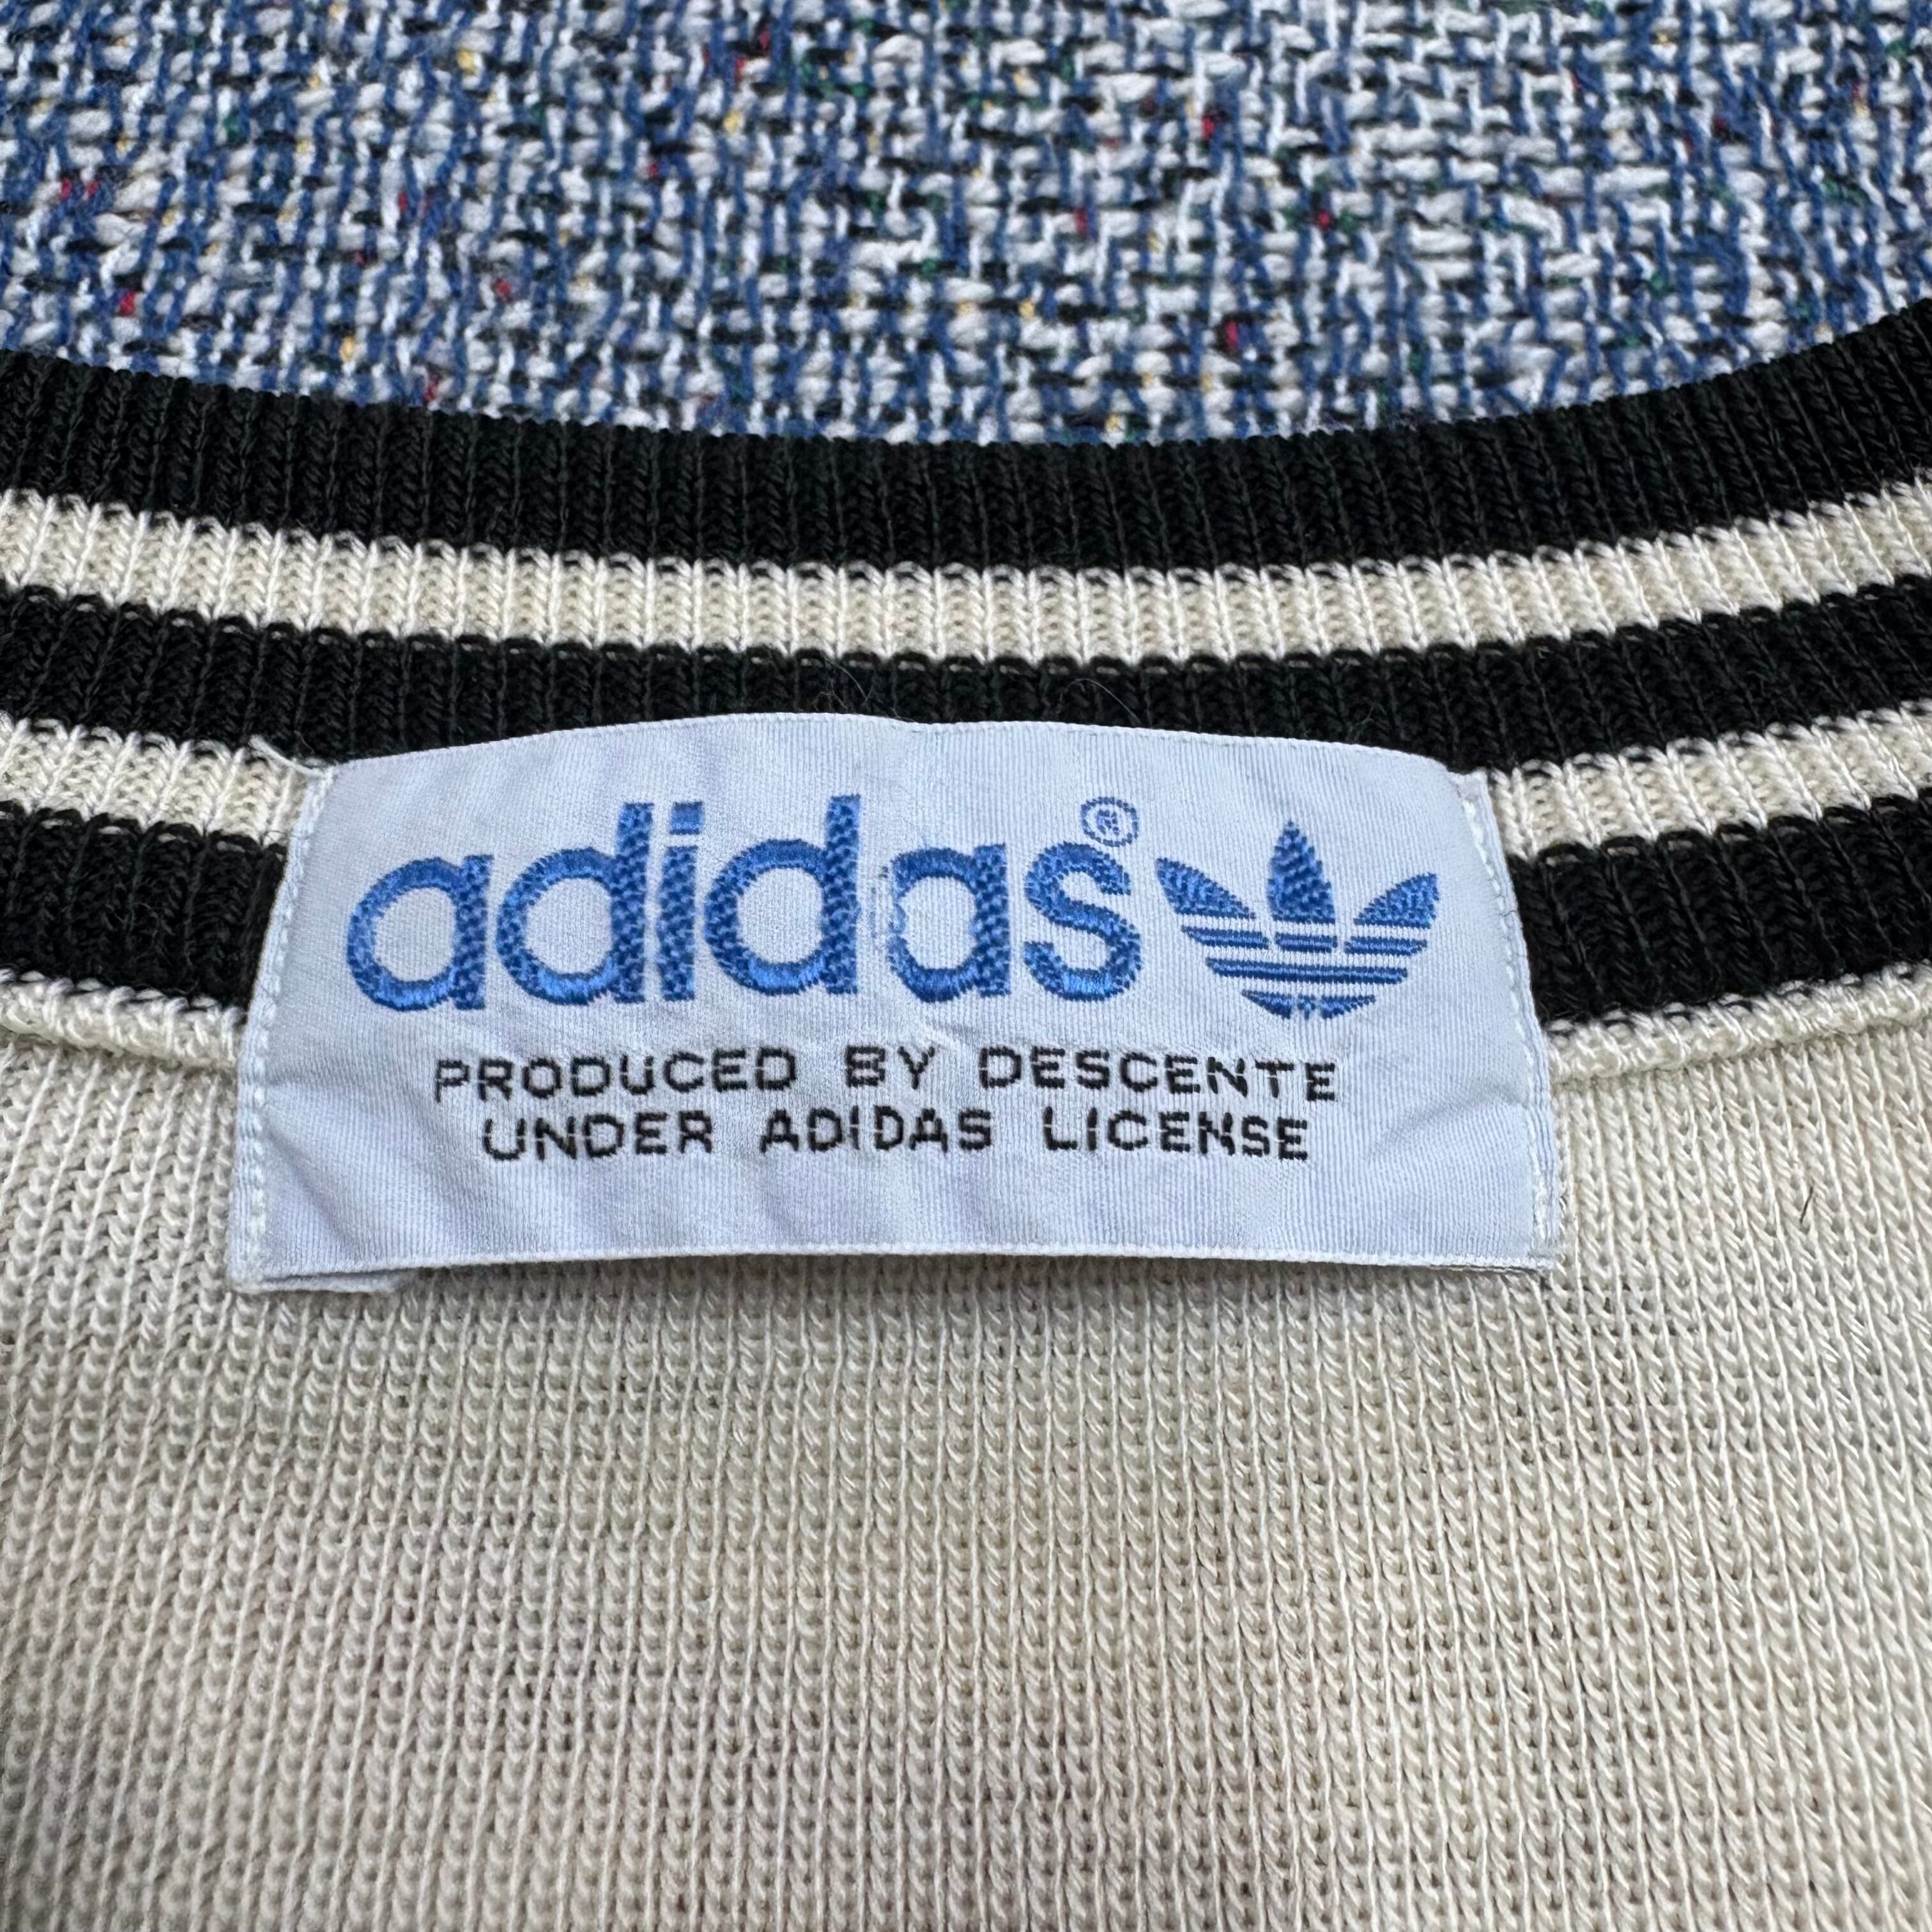 adidas®
PRODUCED BY DESCENTE
UNDER ADIDAS LICENSE